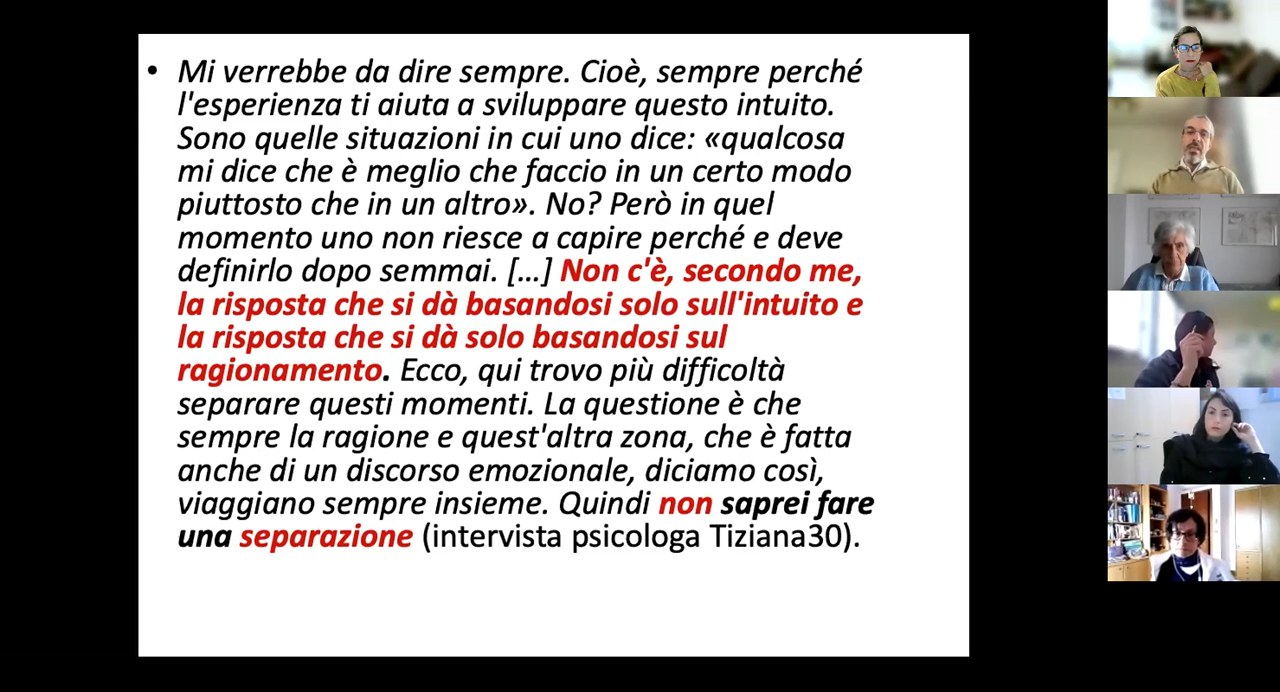 • Mi verrebbe da dire sempre. Cioè, sempre perché
l'esperienza ti aiuta a sviluppare questo intuito.
Sono quelle situazioni in cui uno dice: «qualcosa
mi dice che è meglio che faccio in un certo modo
piuttosto che in un altro». No? Però in quel
momento uno non riesce a capire perché e deve
definirlo dopo semmai. […] Non c'è, secondo me,
la risposta che si dà basandosi solo sull'intuito e
la risposta che si dà solo basandosi sul
ragionamento. Ecco, qui trovo più difficoltà
separare questi momenti. La questione è che
sempre la ragione e quest'altra zona, che è fatta
anche di un discorso emozionale, diciamo così,
viaggiano sempre insieme. Quindi non saprei fare
una separazione (intervista psicologa Tiziana30).